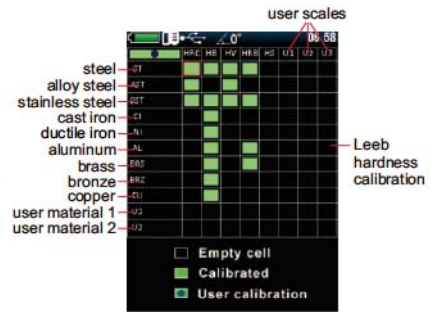 user scales
0° 06:58
HRC HB HV HRB HS U1 U2 U3
steel ST
alloy steel AST
stainless steel SST
cast iron CI
ductile iron NI
aluminum AL
brass BRS
bronze BRZ
copper CU
user material 1 U1
user material 2 U2
Leeb
hardness
calibration
Empty cell
Calibrated
User calibration